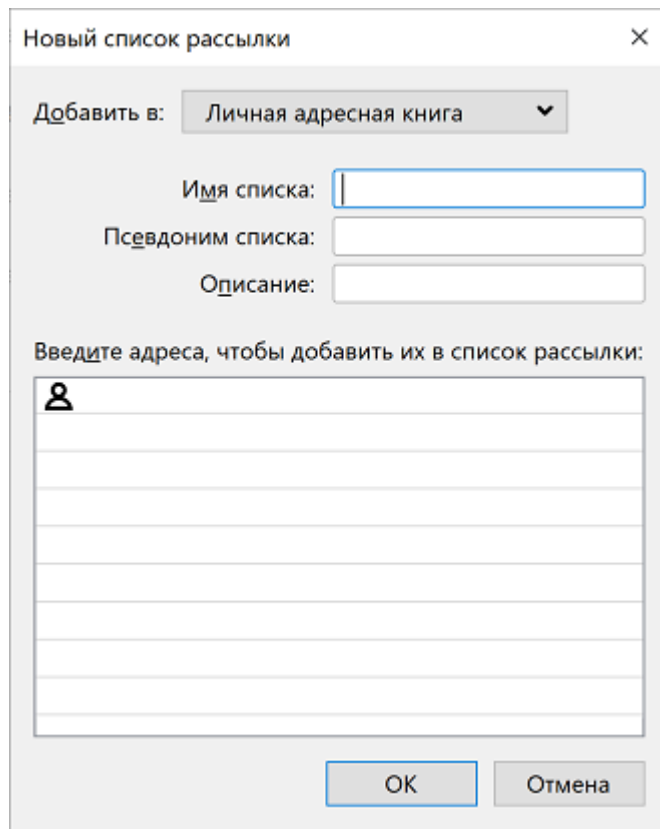 Новый список рассылки
Добавить в: Личная адресная книга
Имя списка:
Псевдоним списка:
Описание:
Введите адреса, чтобы добавить их в список рассылки:
ОК Отмена